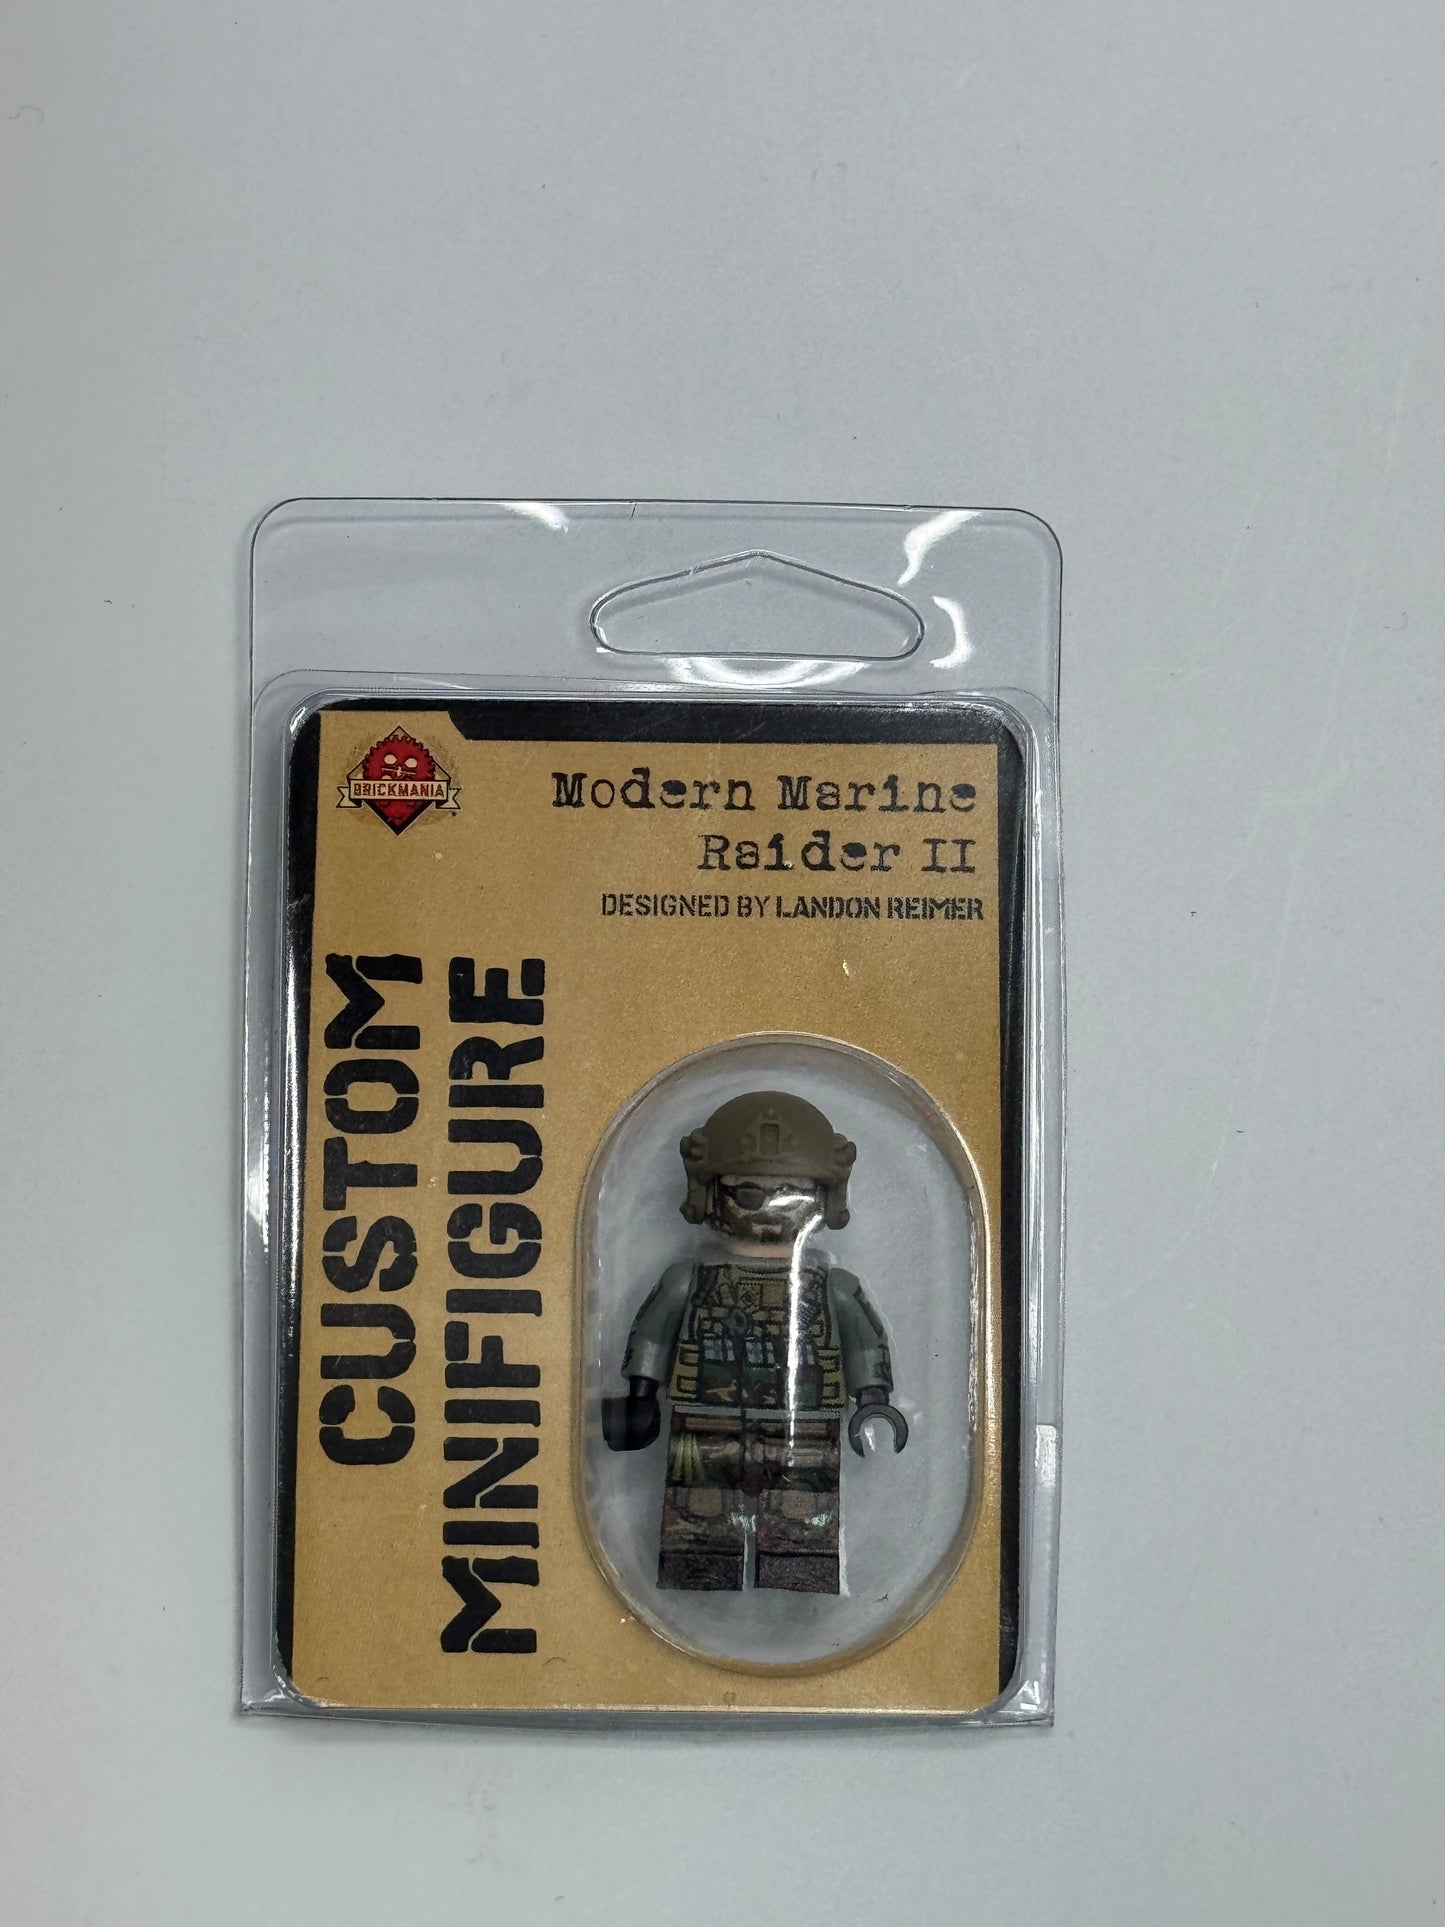 BRICKMANIA
Modern Marine
Raider II
DESIGNED BY LANDON REIMER
CUSTOM
MINIFIGURE